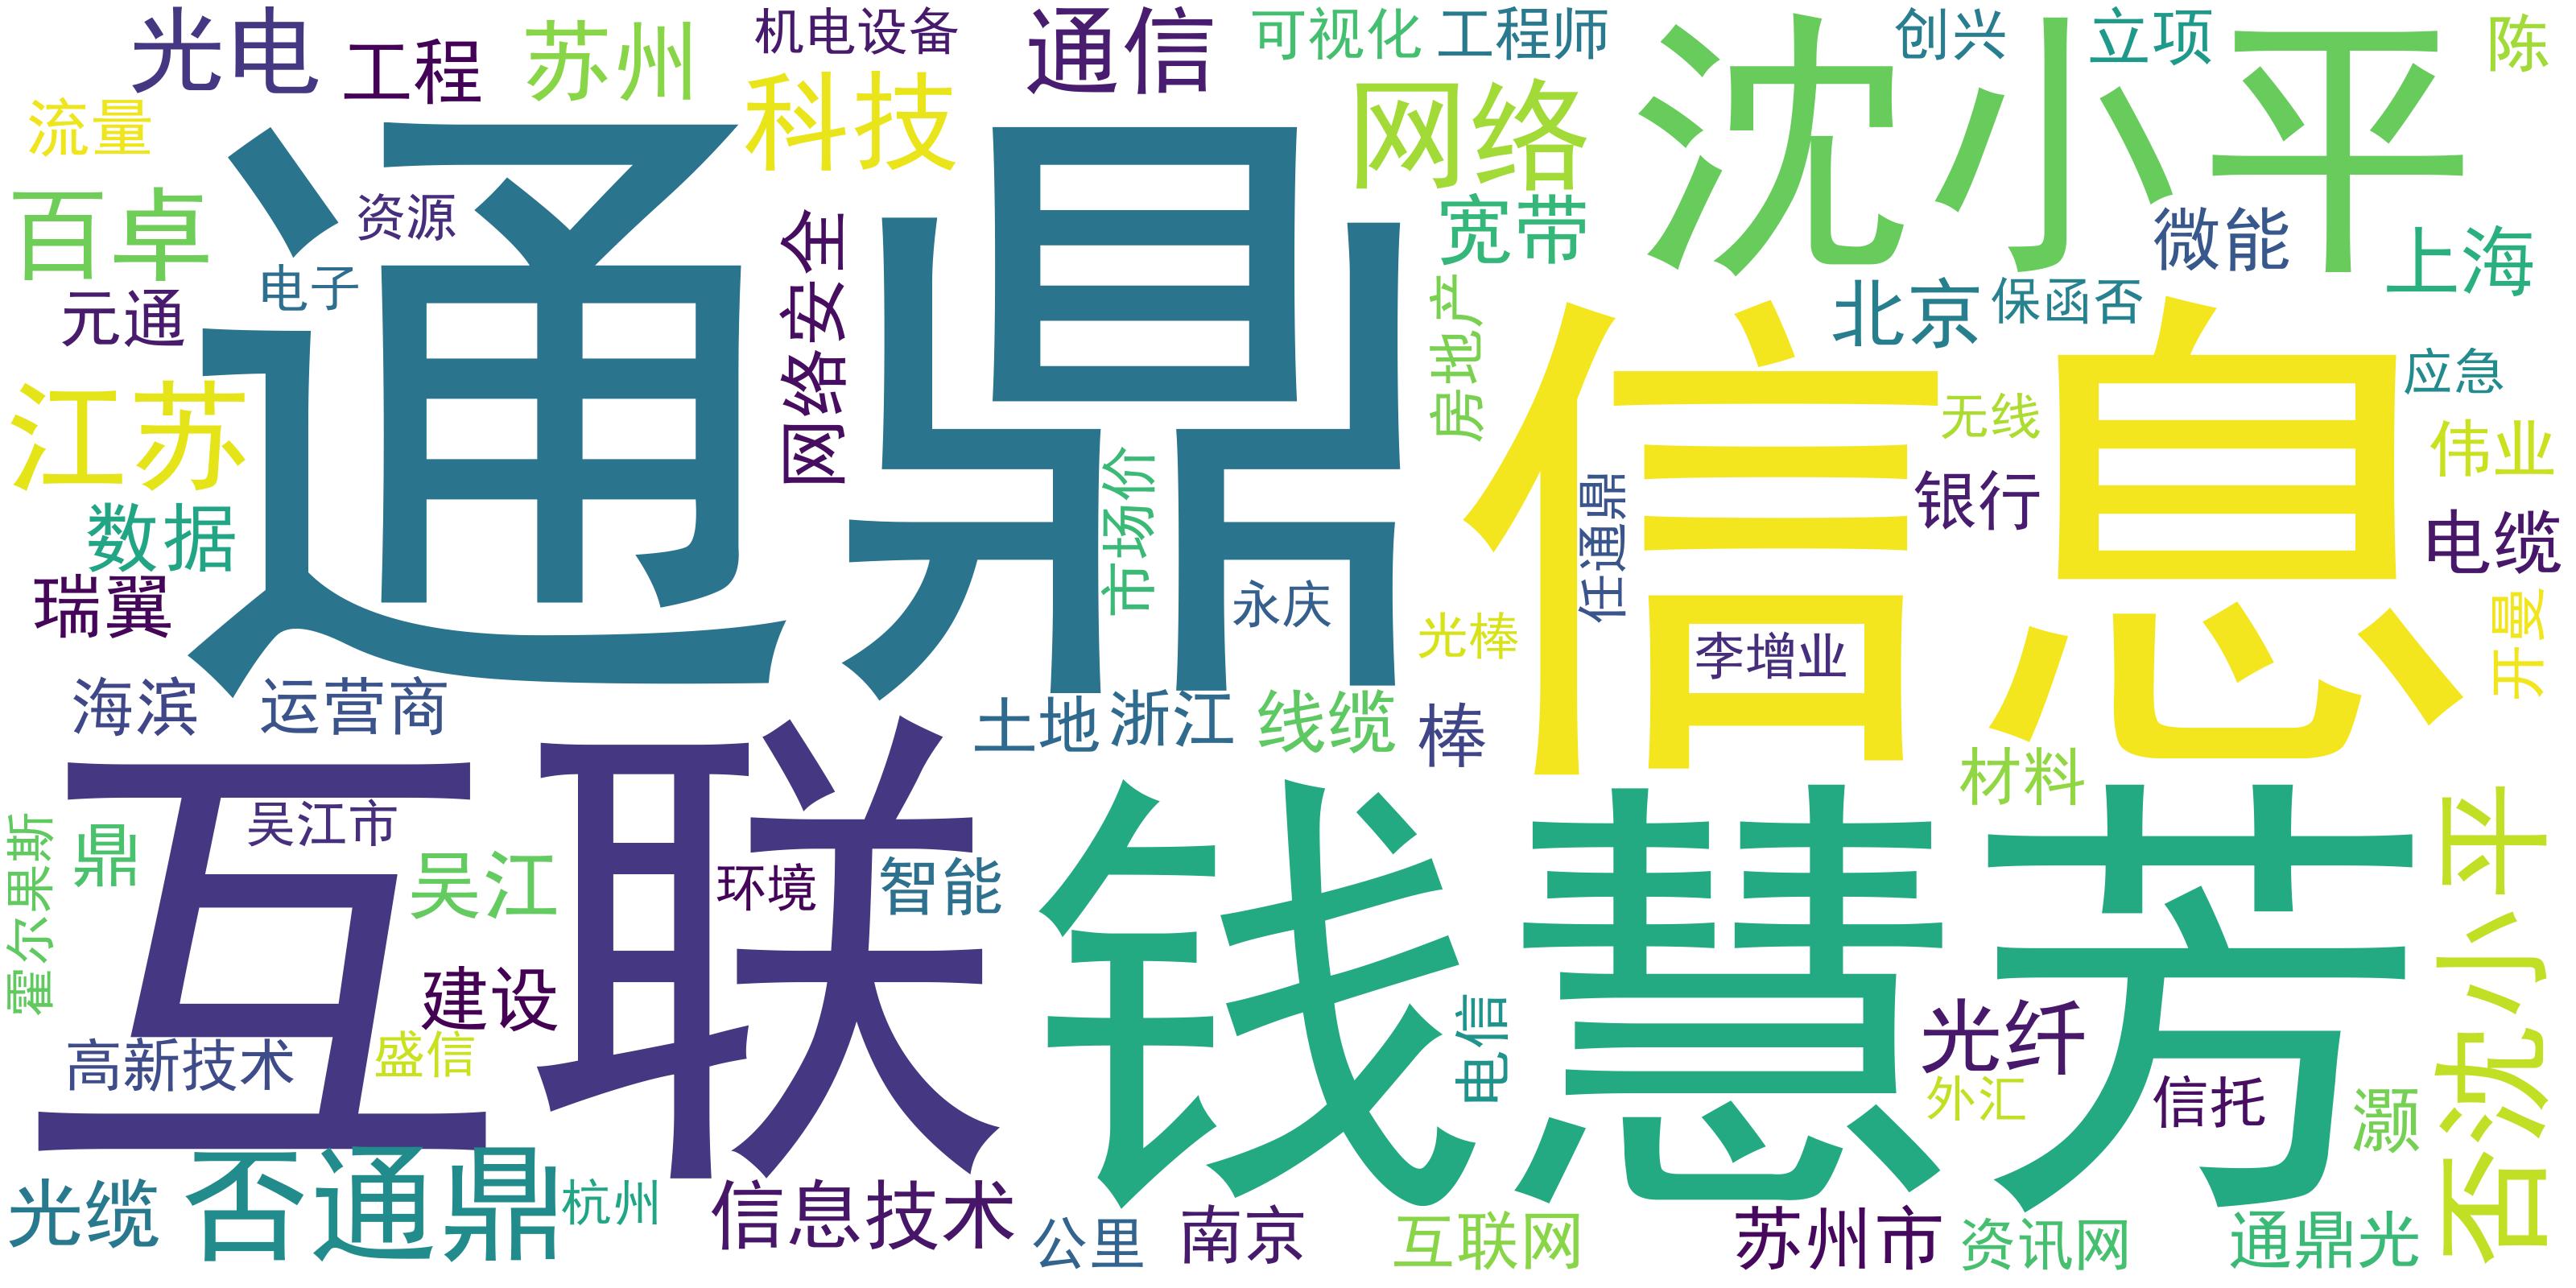 光电
工程
苏州
机电设备
通信
可视化
工程师
沈小平
创兴
立项
陈
流量
科技
网络
百卓
通鼎
资源
网络安全
宽带
微能
上海
电子
元通
北京
保函否
房地产
信息
应急
江苏
无线
伟业
市场价
任通鼎
银行
数据
电缆
瑞翼
永庆
光棒
李增业
开曼
海滨
运营商
土地
浙江
线缆
棒
互联
材料
钱慧芳
否沈小平
吴江市
霍尔果斯
鼎
吴江
环境
智能
建设
电信
光纤
高新技术
盛信
外汇
信托
灏
光缆
否通鼎
杭州
信息技术
公里
南京
互联网
苏州市
资讯网
通鼎光